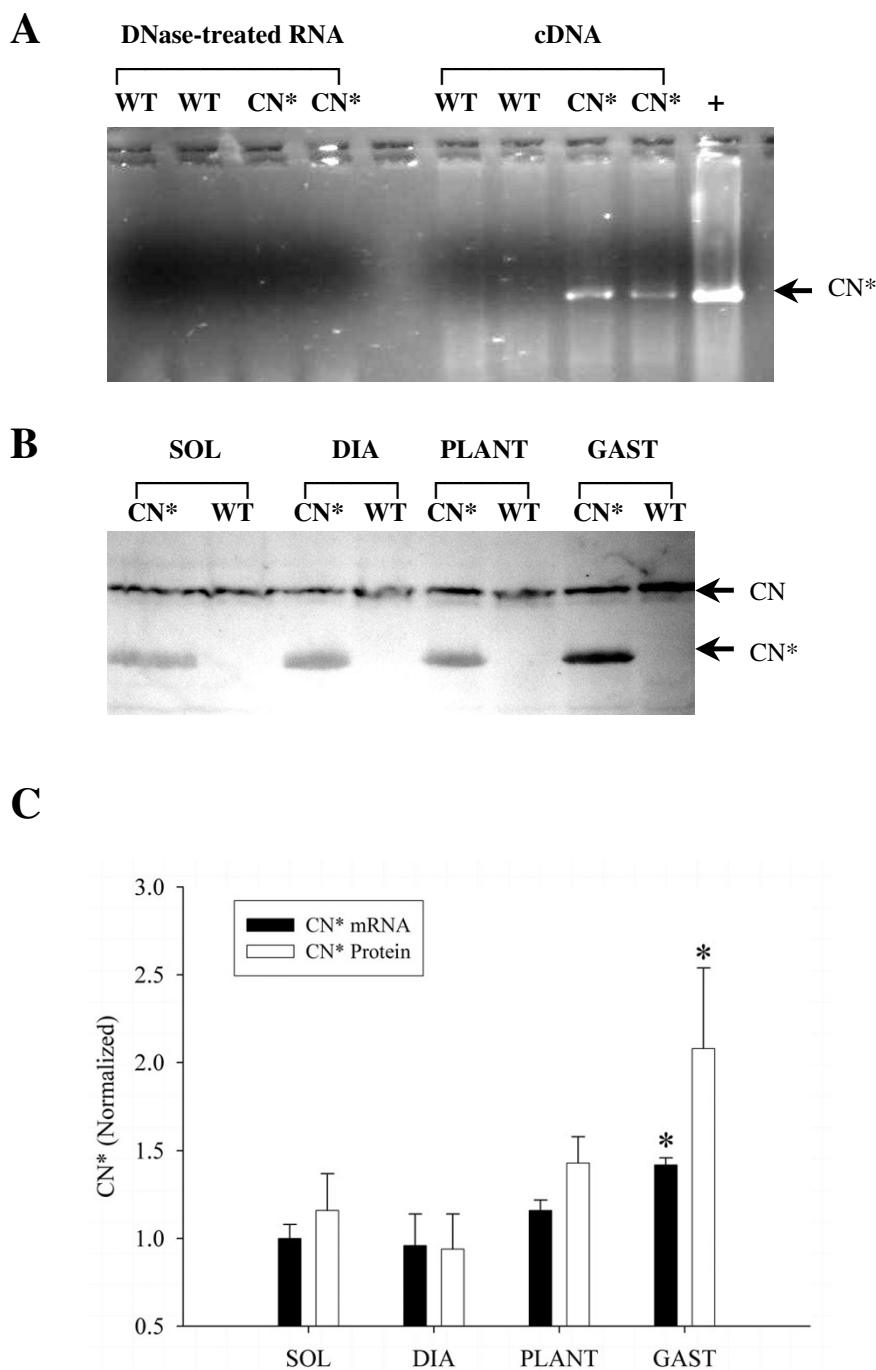 A
DNase-treated RNA cDNA
WT WT CN* CN* WT WT CN* CN* +
CN*
B
SOL DIA PLANT GAST
CN* WT CN* WT CN* WT CN* WT
CN
CN*
C
3.0
CN* mRNA
CN* Protein
*
2.5
2.0
CN* (Normalized)
1.5
*
1.0
0.5
SOL DIA PLANT GAST